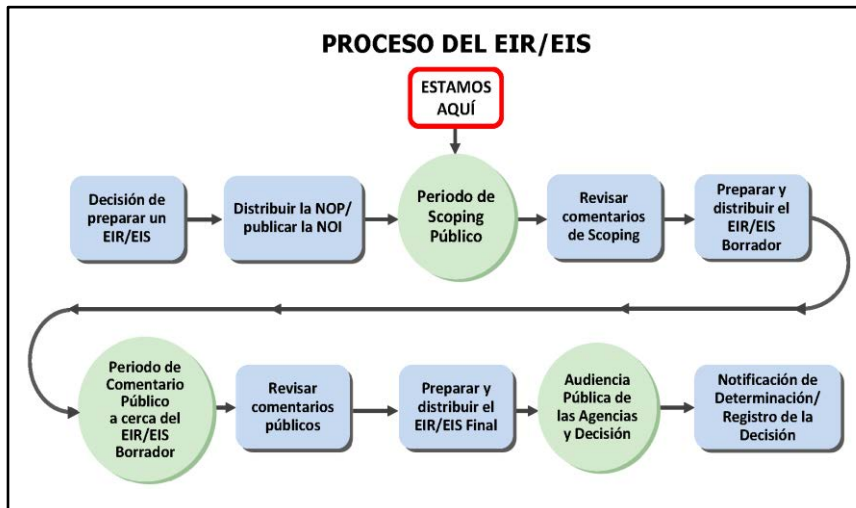 PROCESO DEL EIR/EIS
ESTAMOS
AQUÍ
Decisión de
preparar un
EIR/EIS
Distribuir la NOP/
publicar la NOI
Periodo de
Scoping
Público
Revisar
comentarios
de Scoping
Preparar y
distribuir el
EIR/EIS
Borrador
Periodo de
Comentario
Público
a cerca del
EIR/EIS
Borrador
Revisar
comentarios
públicos
Preparar y
distribuir el
EIR/EIS Final
Audiencia
Pública de
las Agencias
y Decisión
Notificación de
Determinación/
Registro de la
Decisión